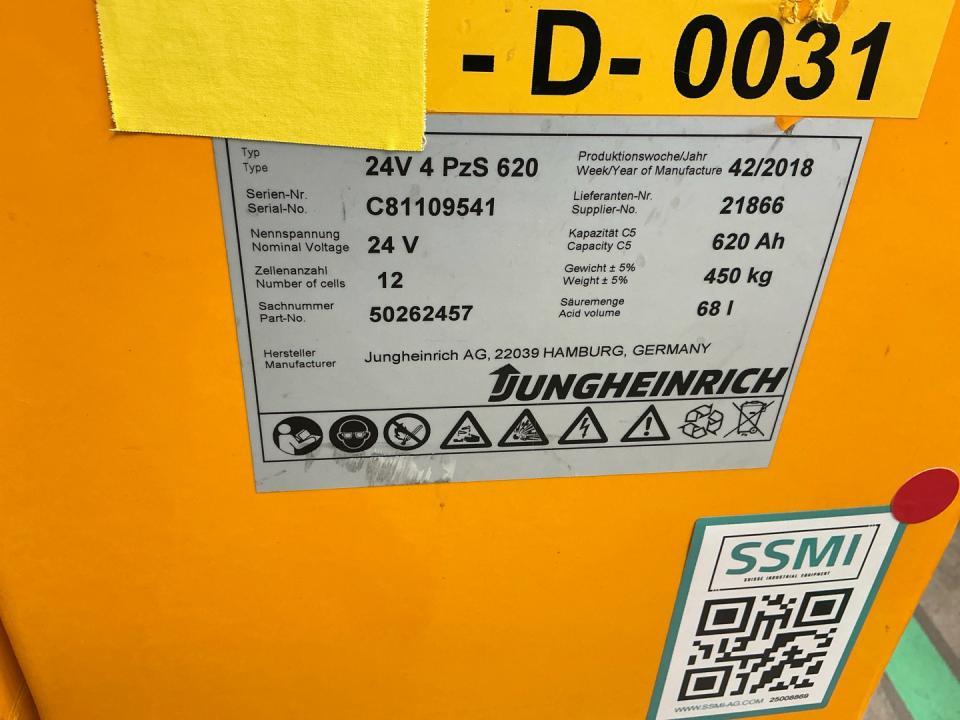 - D- 0031
Typ
Type
24V 4 PzS 620
Produktionswoche/Jahr
Week/Year of Manufacture 42/2018
Serien-Nr.
Serial-No.
C81109541
Lieferanten-Nr.
Supplier-No.
21866
Nennspannung
Nominal Voltage
24 V
Kapazität C5
Capacity C5
620 Ah
Zellenanzahl
Number of cells
12
Gewicht ± 5%
Weight ± 5%
450 kg
Sachnummer
Part-No.
50262457
Säuremenge
Acid volume
68 l
Hersteller
Manufacturer
Jungheinrich AG, 22039 HAMBURG, GERMANY
JUNGHEINRICH
SSMI
SUISSE INDUSTRIAL EQUIPMENT
WWW.SSMI-AG.COM 25008869